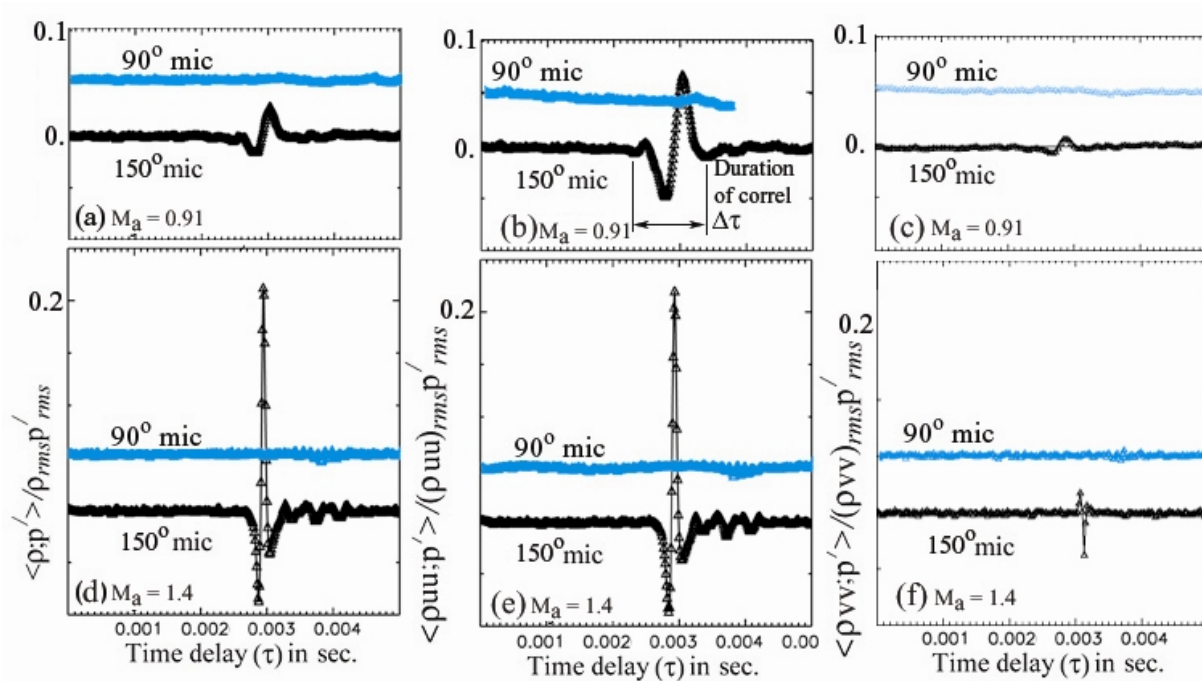 0.1
90° mic
0.
150° mic
(a) Ma = 0.91
0.1
90° mic
0.
150° mic
Duration
of correl
Δτ
(b) Ma = 0.91
0.1
90° mic
0.
150° mic
(c) Ma = 0.91
0.2
90° mic
150° mic
(d) Ma = 1.4
<ρ;p′>/ρrmsp′rms
0.001 0.002 0.003 0.004
Time delay (τ) in sec.
0.2
90° mic
150° mic
(e) Ma = 1.4
<ρuu;p′>/(ρuu)rmsp′rms
0.001 0.002 0.003 0.004 0.00
Time delay (τ) in sec.
0.2
90° mic
150° mic
(f) Ma = 1.4
<ρvv;p′>/(ρvv)rmsp′rms
0.001 0.002 0.003 0.004
Time delay (τ) in sec.